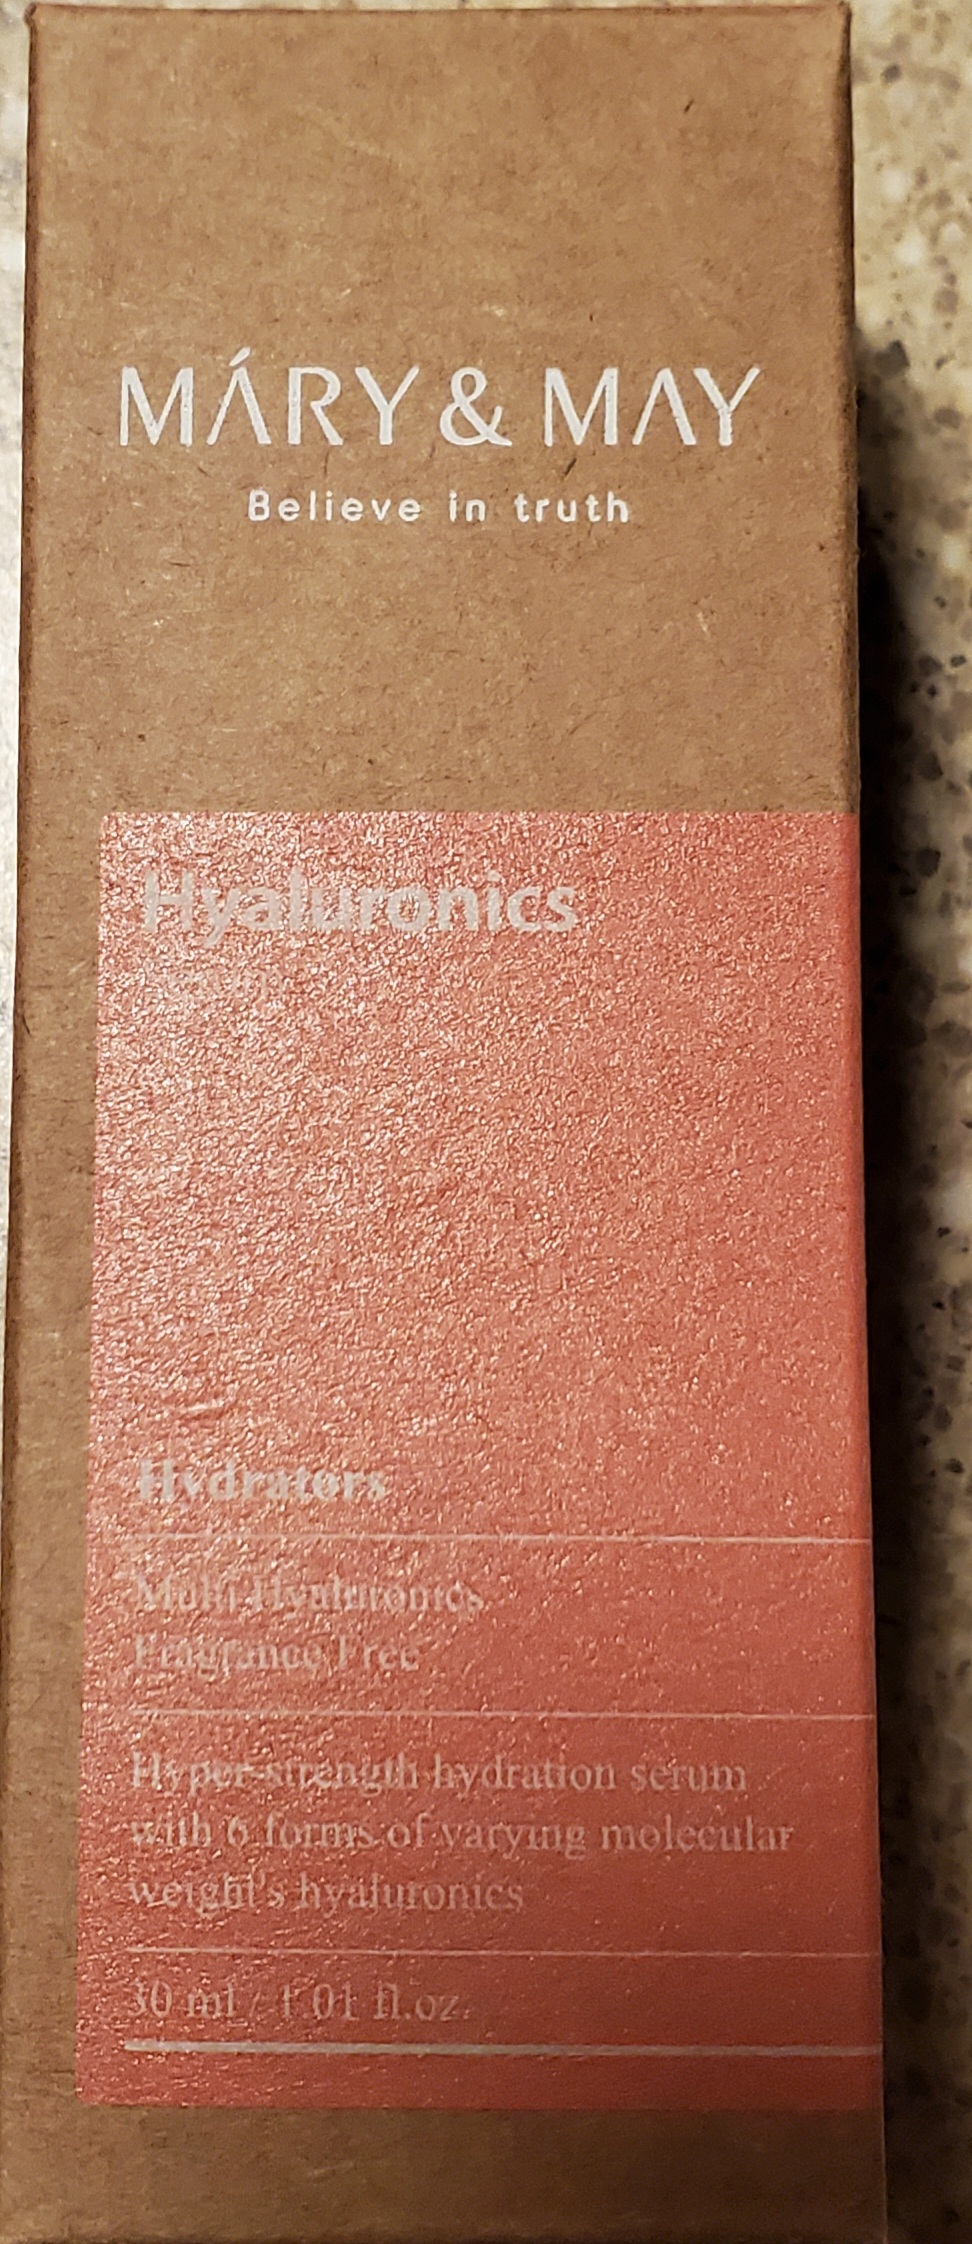 MÁRY & MAY
Believe in truth
Hyaluronics
Hydrators
Multi Hyaluronics
Fragrance Free
Hyper-strength hydration serum
with 6 forms of varying molecular
weight's hyaluronics
30 ml / 1.01 fl.oz.